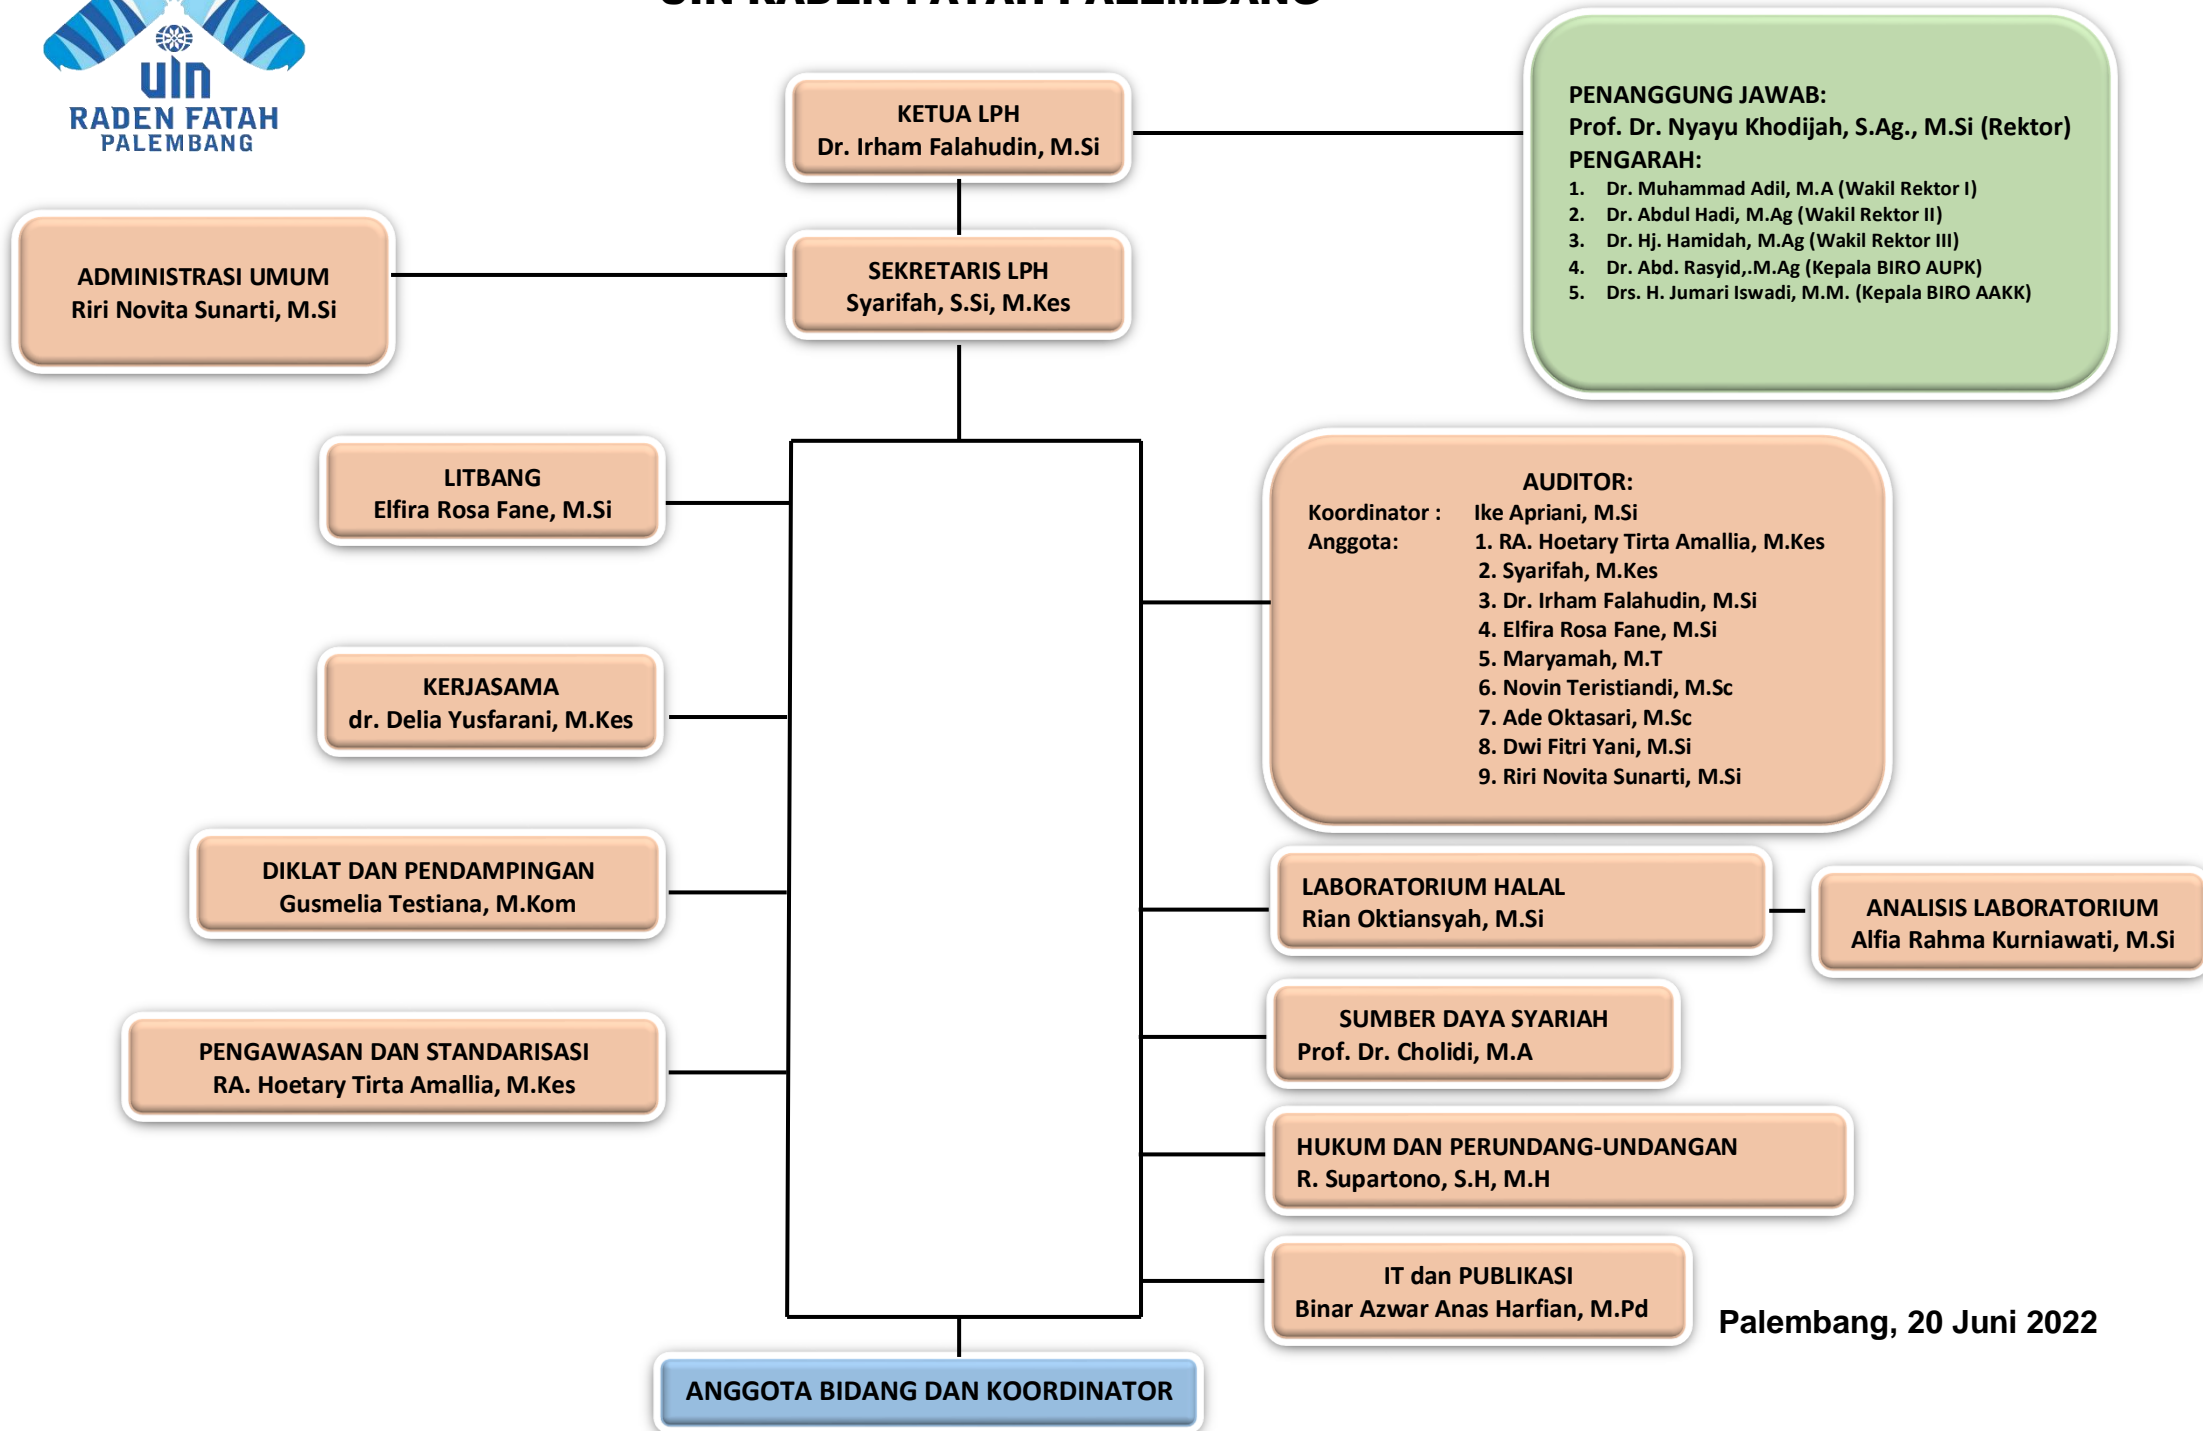 UIN RADEN FATAH PALEMBANG
uin
RADEN FATAH
PALEMBANG
KETUA LPH
Dr. Irham Falahudin, M.Si
PENANGGUNG JAWAB:
Prof. Dr. Nyayu Khodijah, S.Ag., M.Si (Rektor)
PENGARAH:
1. Dr. Muhammad Adil, M.A (Wakil Rektor I)
2. Dr. Abdul Hadi, M.Ag (Wakil Rektor II)
3. Dr. Hj. Hamidah, M.Ag (Wakil Rektor III)
4. Dr. Abd. Rasyid,.M.Ag (Kepala BIRO AUPK)
5. Drs. H. Jumari Iswadi, M.M. (Kepala BIRO AAKK)
ADMINISTRASI UMUM
Riri Novita Sunarti, M.Si
SEKRETARIS LPH
Syarifah, S.Si, M.Kes
LITBANG
Elfira Rosa Fane, M.Si
KERJASAMA
dr. Delia Yusfarani, M.Kes
DIKLAT DAN PENDAMPINGAN
Gusmelia Testiana, M.Kom
PENGAWASAN DAN STANDARISASI
RA. Hoetary Tirta Amallia, M.Kes
AUDITOR:
Koordinator : Ike Apriani, M.Si
Anggota: 1. RA. Hoetary Tirta Amallia, M.Kes
2. Syarifah, M.Kes
3. Dr. Irham Falahudin, M.Si
4. Elfira Rosa Fane, M.Si
5. Maryamah, M.T
6. Novin Teristiandi, M.Sc
7. Ade Oktasari, M.Sc
8. Dwi Fitri Yani, M.Si
9. Riri Novita Sunarti, M.Si
LABORATORIUM HALAL
Rian Oktiansyah, M.Si
ANALISIS LABORATORIUM
Alfia Rahma Kurniawati, M.Si
SUMBER DAYA SYARIAH
Prof. Dr. Cholidi, M.A
HUKUM DAN PERUNDANG-UNDANGAN
R. Supartono, S.H, M.H
IT dan PUBLIKASI
Binar Azwar Anas Harfian, M.Pd
Palembang, 20 Juni 2022
ANGGOTA BIDANG DAN KOORDINATOR